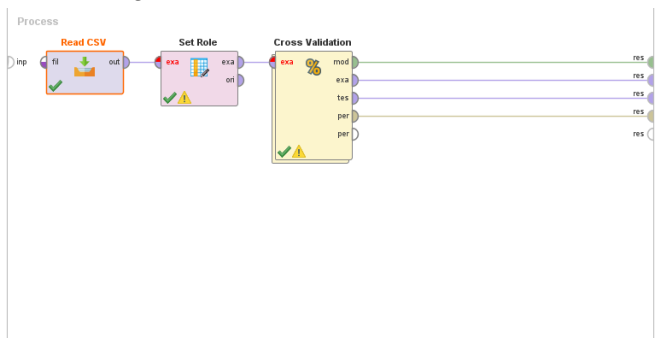 Process
Read CSV Set Role Cross Validation
inp fil out exa exa exa mod res
ori exa res
tes res
per res
per res